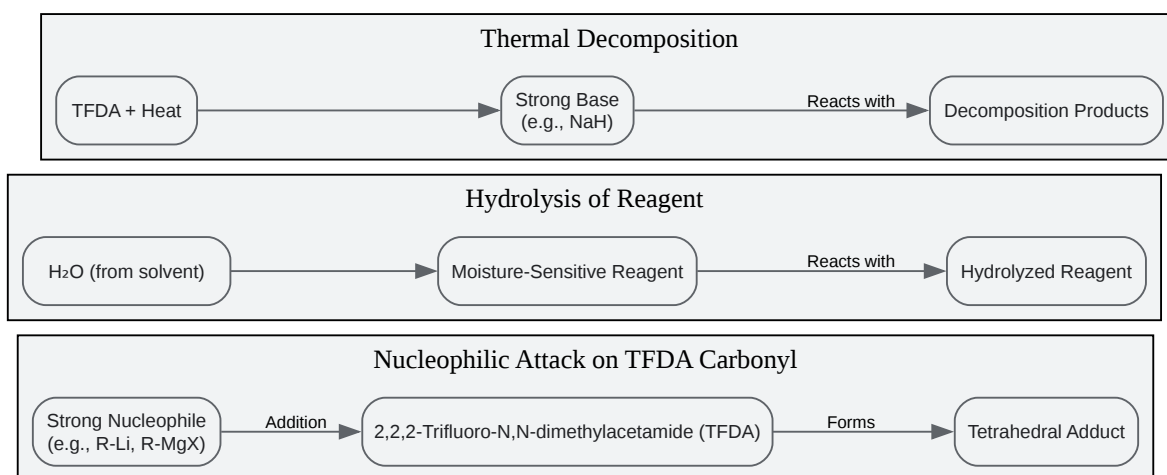 Thermal Decomposition
TFDA + Heat
Strong Base
(e.g., NaH)
Reacts with
Decomposition Products
Hydrolysis of Reagent
H₂O (from solvent)
Moisture-Sensitive Reagent
Reacts with
Hydrolyzed Reagent
Nucleophilic Attack on TFDA Carbonyl
Strong Nucleophile
(e.g., R-Li, R-MgX)
Addition
2,2,2-Trifluoro-N,N-dimethylacetamide (TFDA)
Forms
Tetrahedral Adduct